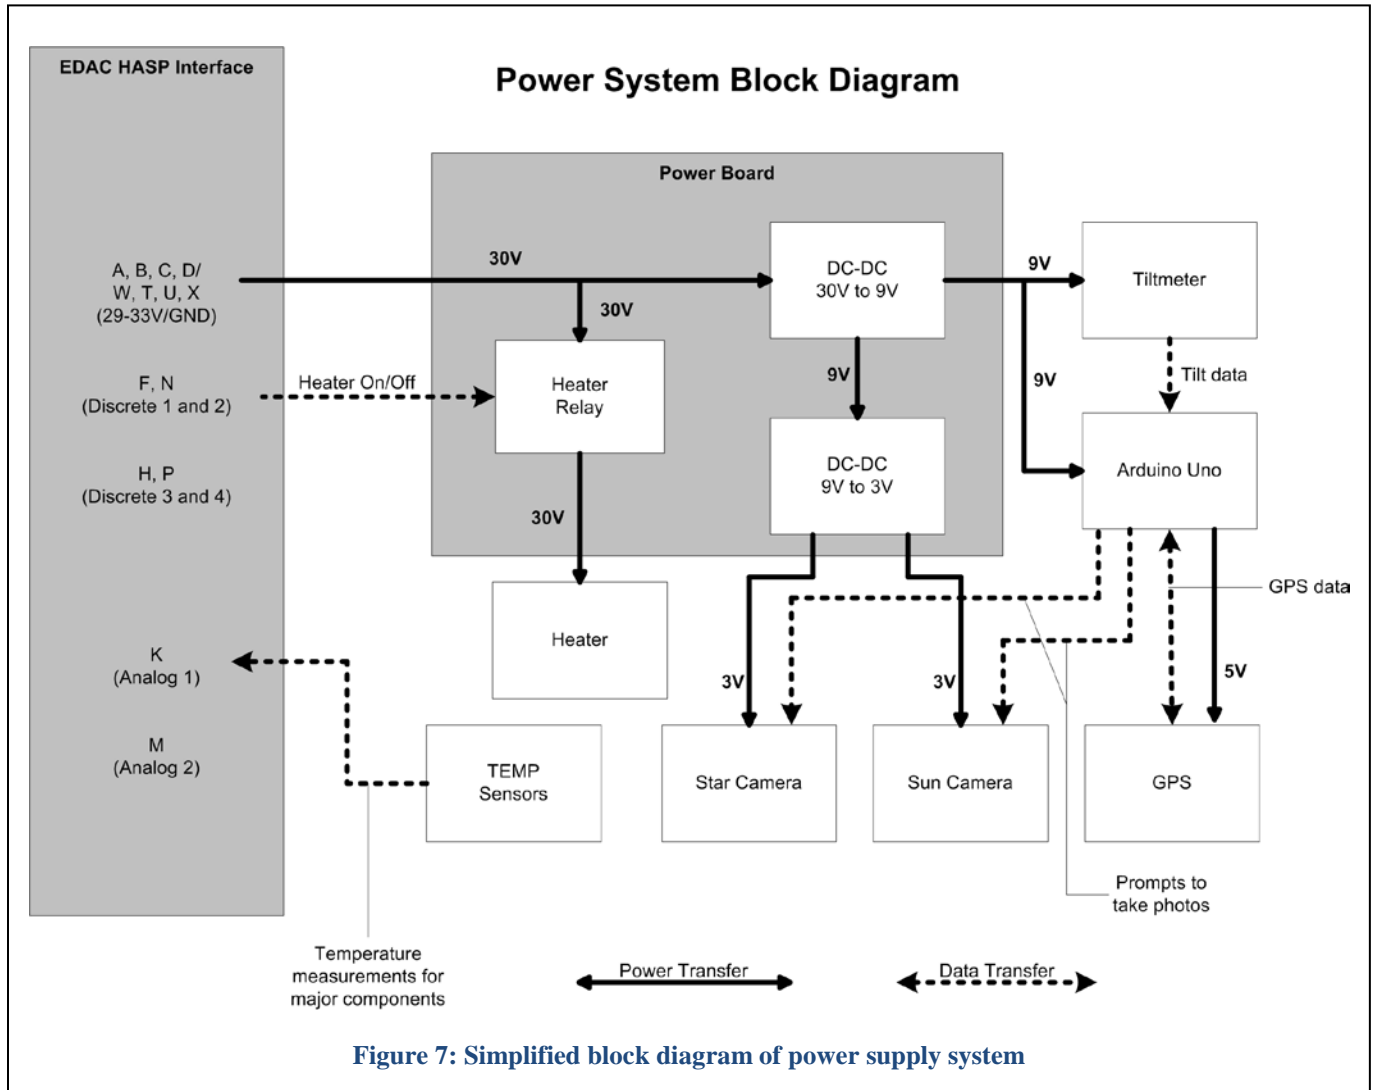 EDAC HASP Interface
Power System Block Diagram
Power Board
A, B, C, D/
W, T, U, X
(29-33V/GND)
30V
DC-DC
30V to 9V
9V
Tiltmeter
30V
F, N
(Discrete 1 and 2)
Heater On/Off
Heater
Relay
9V
9V
Tilt data
H, P
(Discrete 3 and 4)
DC-DC
9V to 3V
Arduino Uno
30V
GPS data
Heater
K
(Analog 1)
3V
3V
5V
M
(Analog 2)
TEMP
Sensors
Star Camera
Sun Camera
GPS
Prompts to
take photos
Temperature
measurements for
major components
Power Transfer
Data Transfer
Figure 7: Simplified block diagram of power supply system